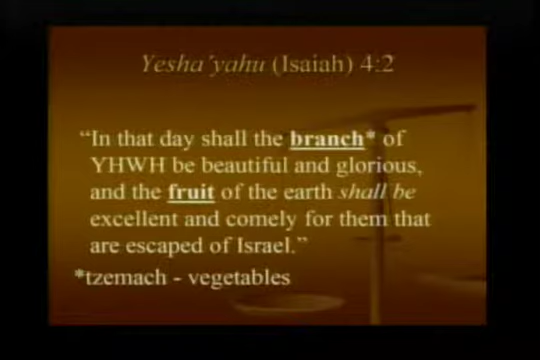 Yesha'yahu (Isaiah) 4:2
“In that day shall the branch* of
YHWH be beautiful and glorious,
and the fruit of the earth shall be
excellent and comely for them that
are escaped of Israel.”
*tzemach - vegetables